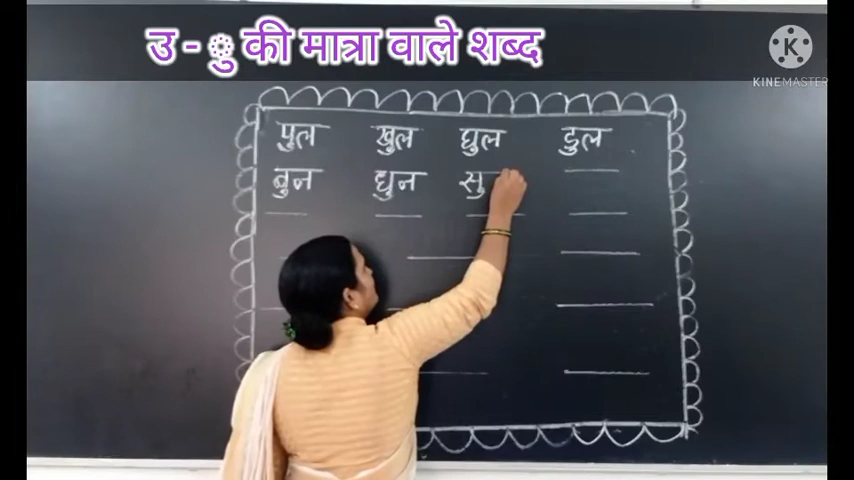 उ - ु की मात्रा वाले शब्द
K
KINEMASTER
पुल खुल घुल डुल
बुन धुन सु